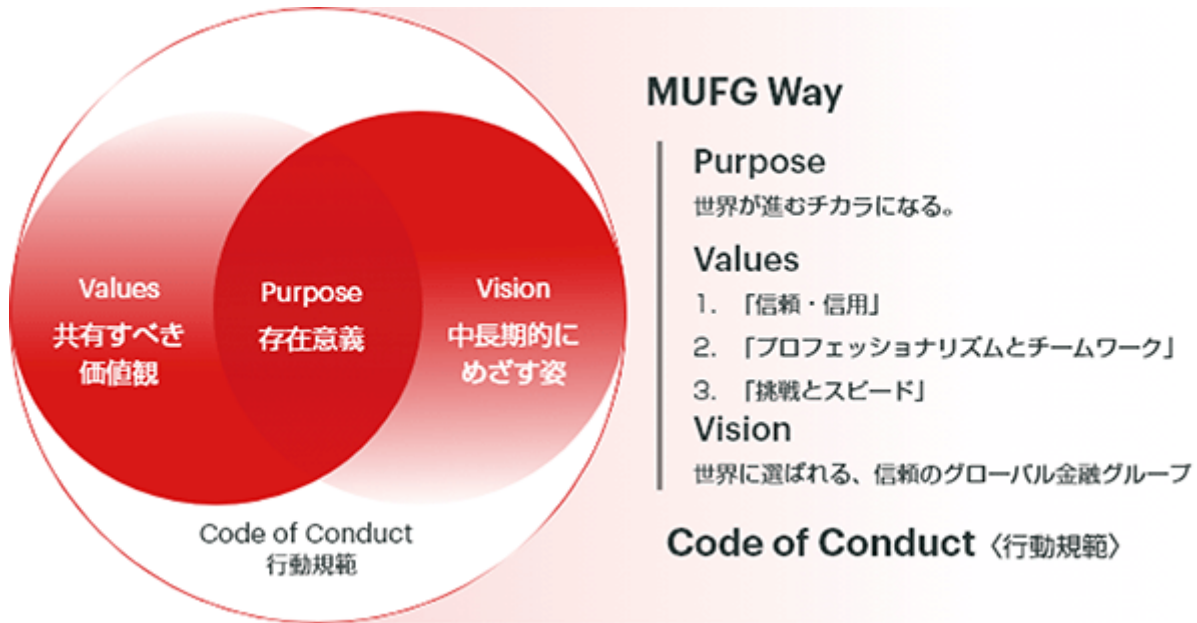 Values
共有すべき
価値観
Purpose
存在意義
Vision
中長期的に
めざす姿
Code of Conduct
行動規範
MUFG Way
Purpose
世界が進むチカラになる。
Values
1. 「信頼・信用」
2. 「プロフェッショナリズムとチームワーク」
3. 「挑戦とスピード」
Vision
世界に選ばれる、信頼のグローバル金融グループ
Code of Conduct〈行動規範〉